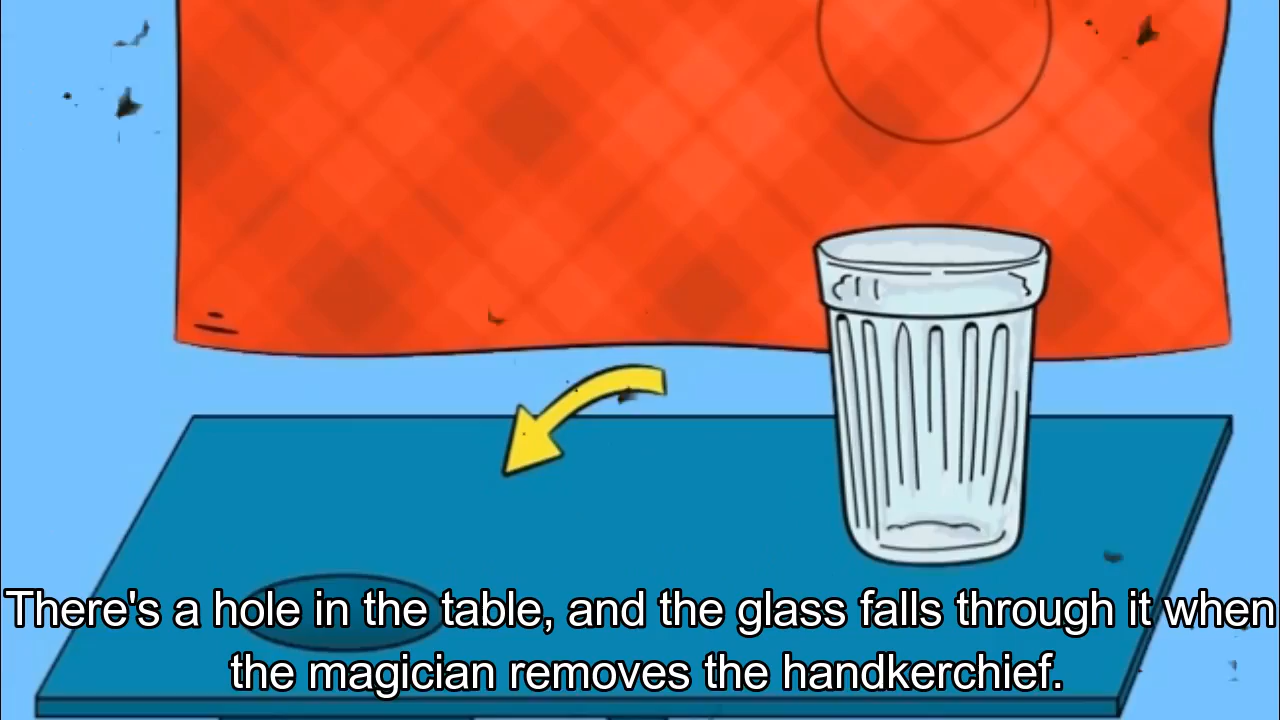 There's a hole in the table, and the glass falls through it when
the magician removes the handkerchief.